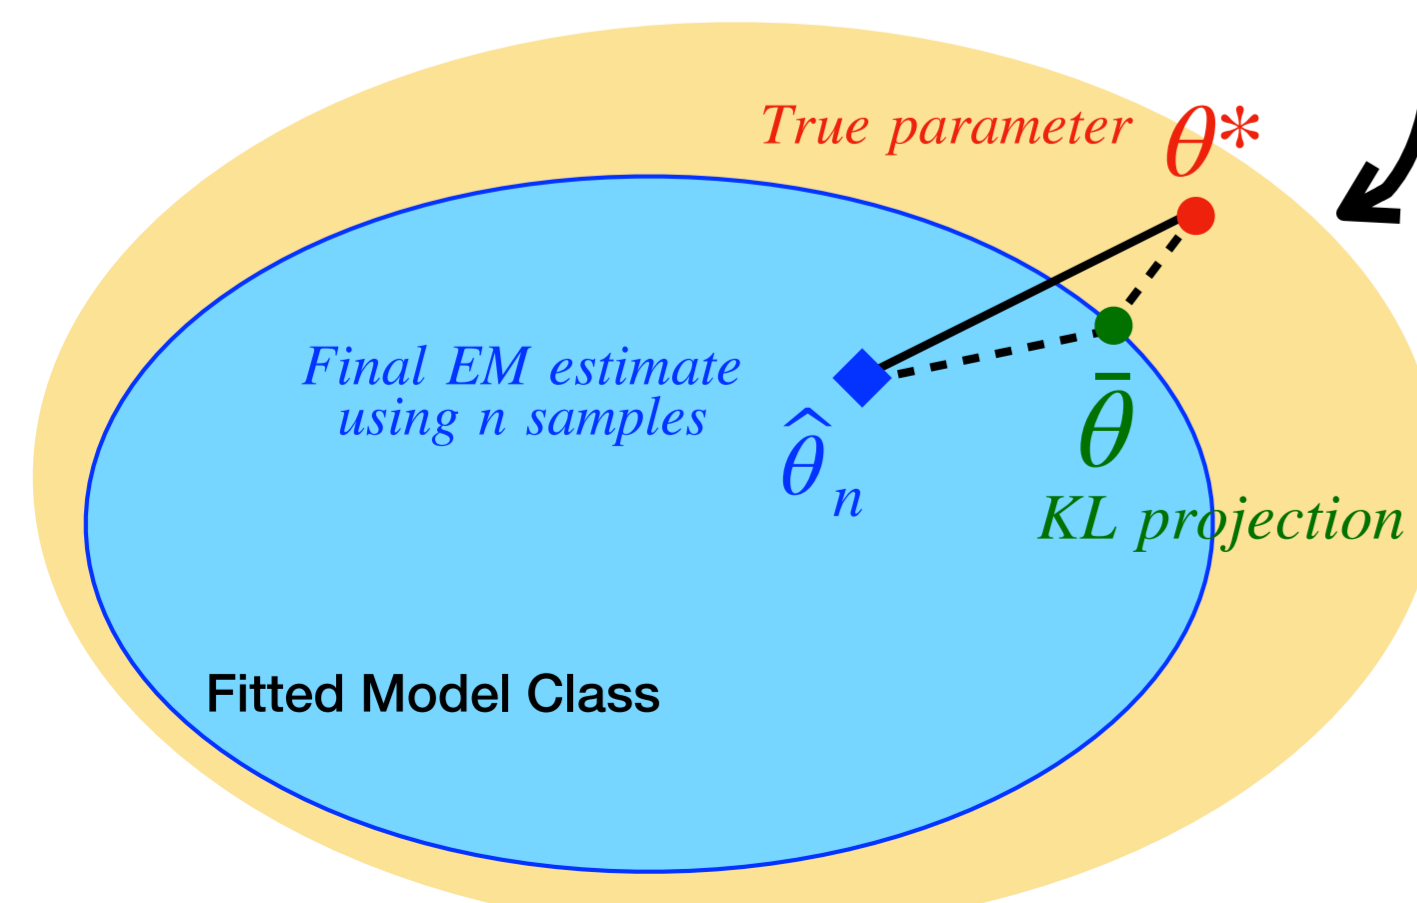 True parameter θ*
Final EM estimate
using n samples
θ̂n
θ̄
KL projection
Fitted Model Class